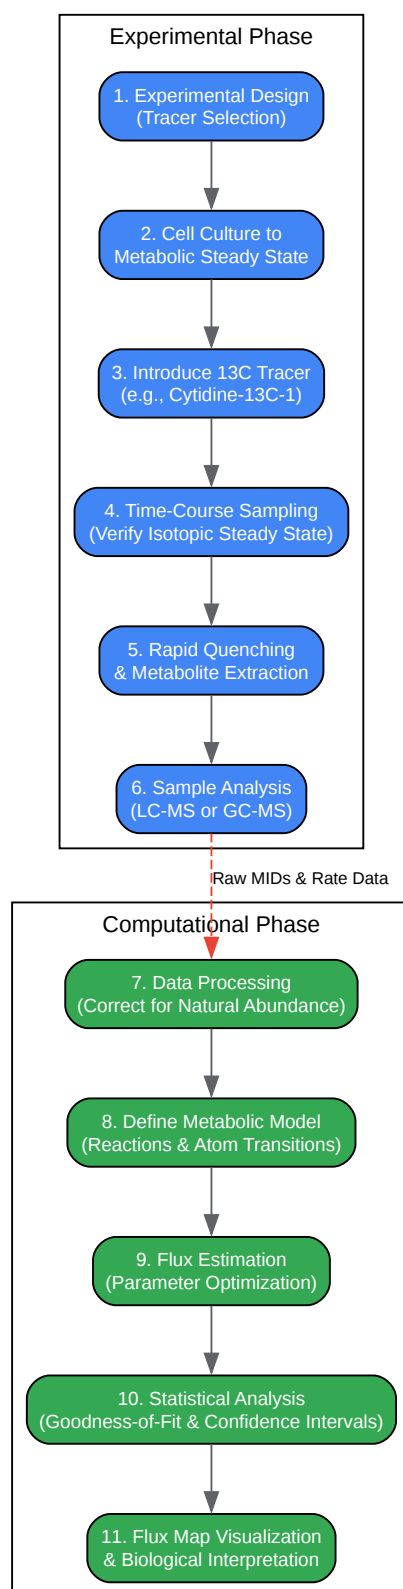 Experimental Phase
1. Experimental Design
(Tracer Selection)
2. Cell Culture to
Metabolic Steady State
3. Introduce 13C Tracer
(e.g., Cytidine-13C-1)
4. Time-Course Sampling
(Verify Isotopic Steady State)
5. Rapid Quenching
& Metabolite Extraction
6. Sample Analysis
(LC-MS or GC-MS)
Raw MIDs & Rate Data
Computational Phase
7. Data Processing
(Correct for Natural Abundance)
8. Define Metabolic Model
(Reactions & Atom Transitions)
9. Flux Estimation
(Parameter Optimization)
10. Statistical Analysis
(Goodness-of-Fit & Confidence Intervals)
11. Flux Map Visualization
& Biological Interpretation